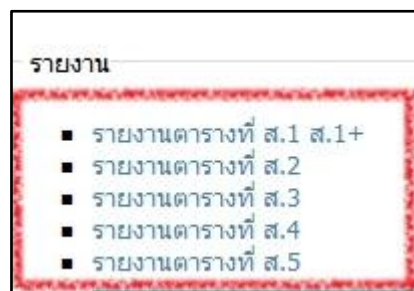 รายงาน
รายงานตารางที่ ส.1 ส.1+
รายงานตารางที่ ส.2
รายงานตารางที่ ส.3
รายงานตารางที่ ส.4
รายงานตารางที่ ส.5